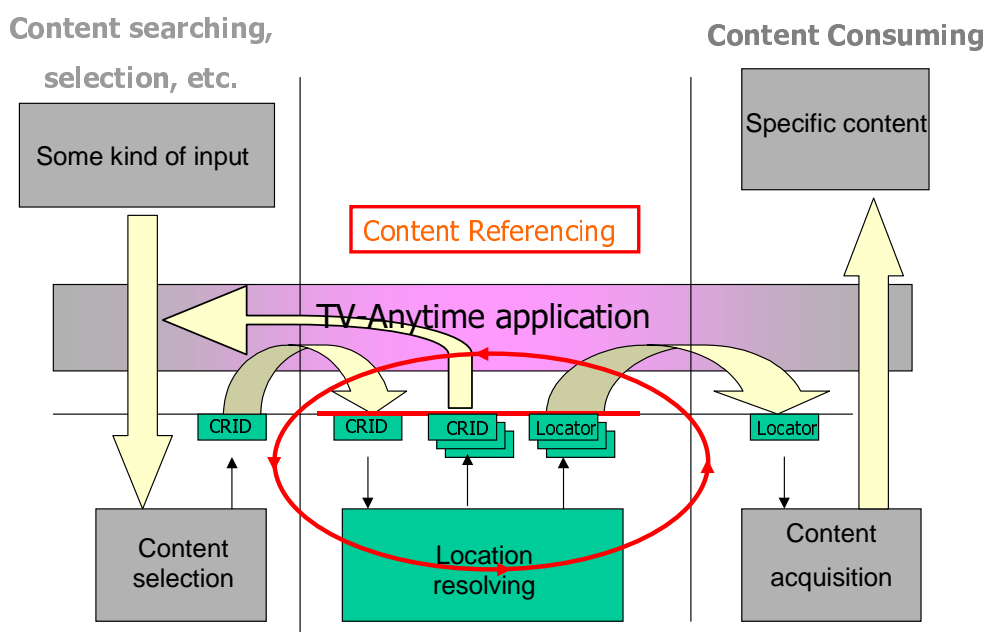 Content searching,
selection, etc.
Content Consuming
Some kind of input
Specific content
Content Referencing
TV-Anytime application
CRID
CRID
CRID
Locator
Locator
Content
selection
Location
resolving
Content
acquisition